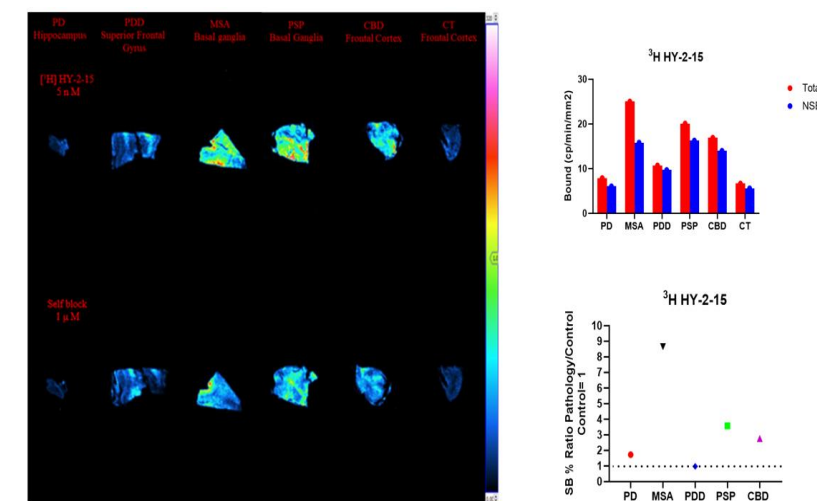 PD
Hippocampus
PDD
Superior Frontal
Gyrus
MSA
Basal ganglia
PSP
Basal Ganglia
CBD
Frontal Cortex
CT
Frontal Cortex
[³H] HY-2-15
5 nM
Self block
1 µM
³H HY-2-15
Bound (cp/min/mm2)
30
20
10
0
PD MSA PDD PSP CBD CT
Tota
NSB
³H HY-2-15
SB % Ratio Pathology/Control
Control= 1
10
9
8
7
6
5
4
3
2
1
0
PD MSA PDD PSP CBD